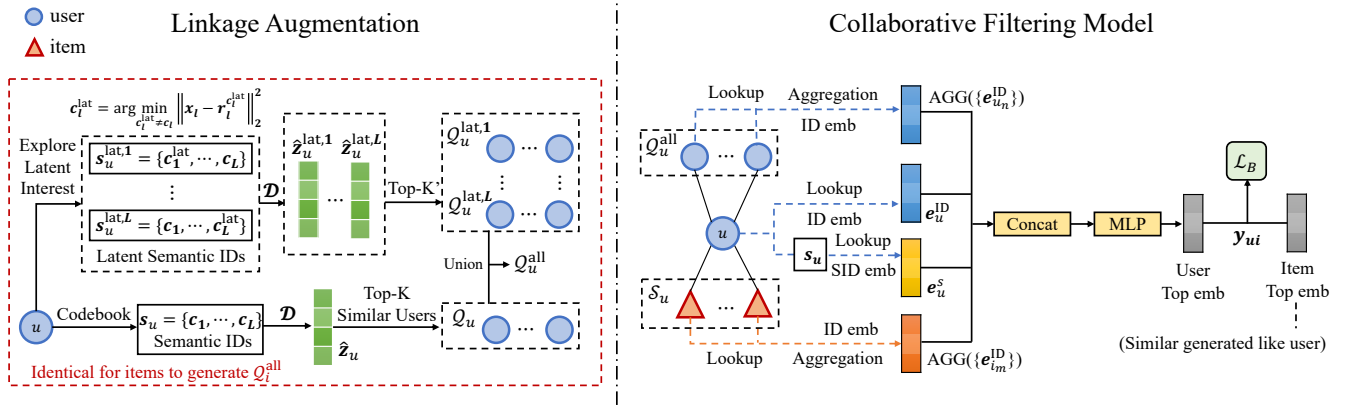 user
item
Linkage Augmentation
c_l^lat = arg min_{c_l^lat≠c_l} ‖x_l − r_l^{c_l^lat}‖_2^2
Explore
Latent
Interest
s_u^{lat,1} = {c_1^lat, ⋯, c_L}
⋮
s_u^{lat,L} = {c_1, ⋯, c_L^lat}
Latent Semantic IDs
𝒟
ẑ_u^{lat,1} ẑ_u^{lat,L}
⋯
Top-K'
Q_u^{lat,1} ⋯
⋮ ⋮
Q_u^{lat,L} ⋯
Union
Q_u^all
u
Codebook
s_u = {c_1, ⋯, c_L}
Semantic IDs
𝒟
ẑ_u
Top-K
Similar Users
Q_u ⋯
Identical for items to generate Q_i^all
Collaborative Filtering Model
Lookup
Aggregation
ID emb
AGG({e_{u_n}^ID})
Q_u^all ⋯
Lookup
ID emb
e_u^ID
u
s_u
Lookup
SID emb
e_u^s
S_u ⋯
Lookup
ID emb
Aggregation
AGG({e_{i_m}^ID})
Concat
MLP
ℒ_B
y_ui
User
Top emb
Item
Top emb
(Similar generated like user)